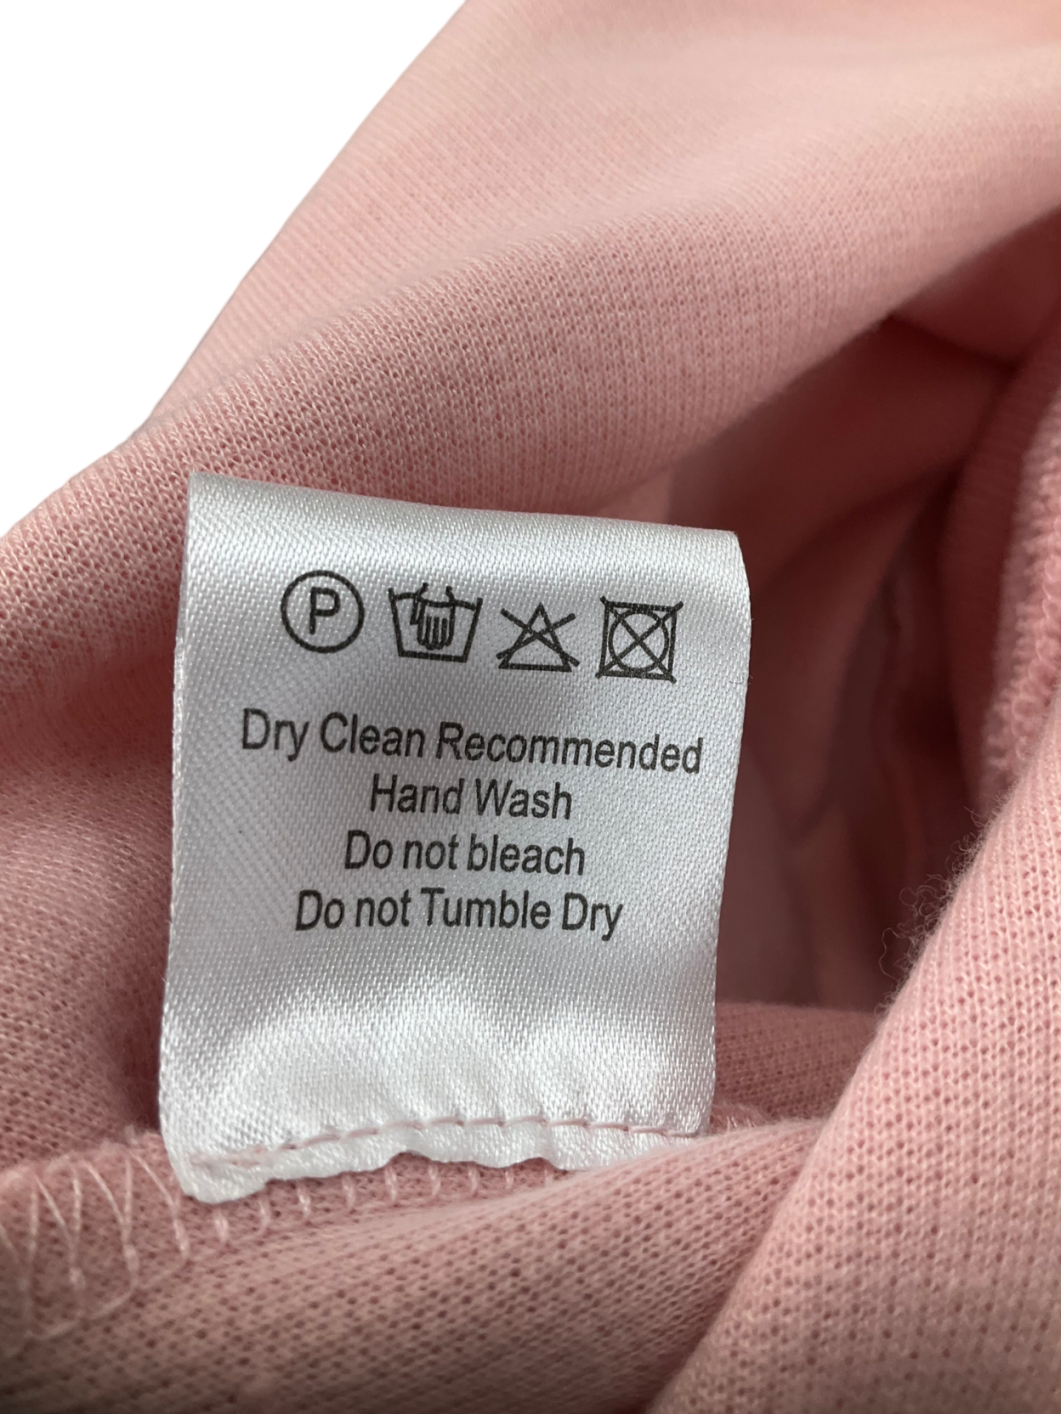 P
Dry Clean Recommended
Hand Wash
Do not bleach
Do not Tumble Dry